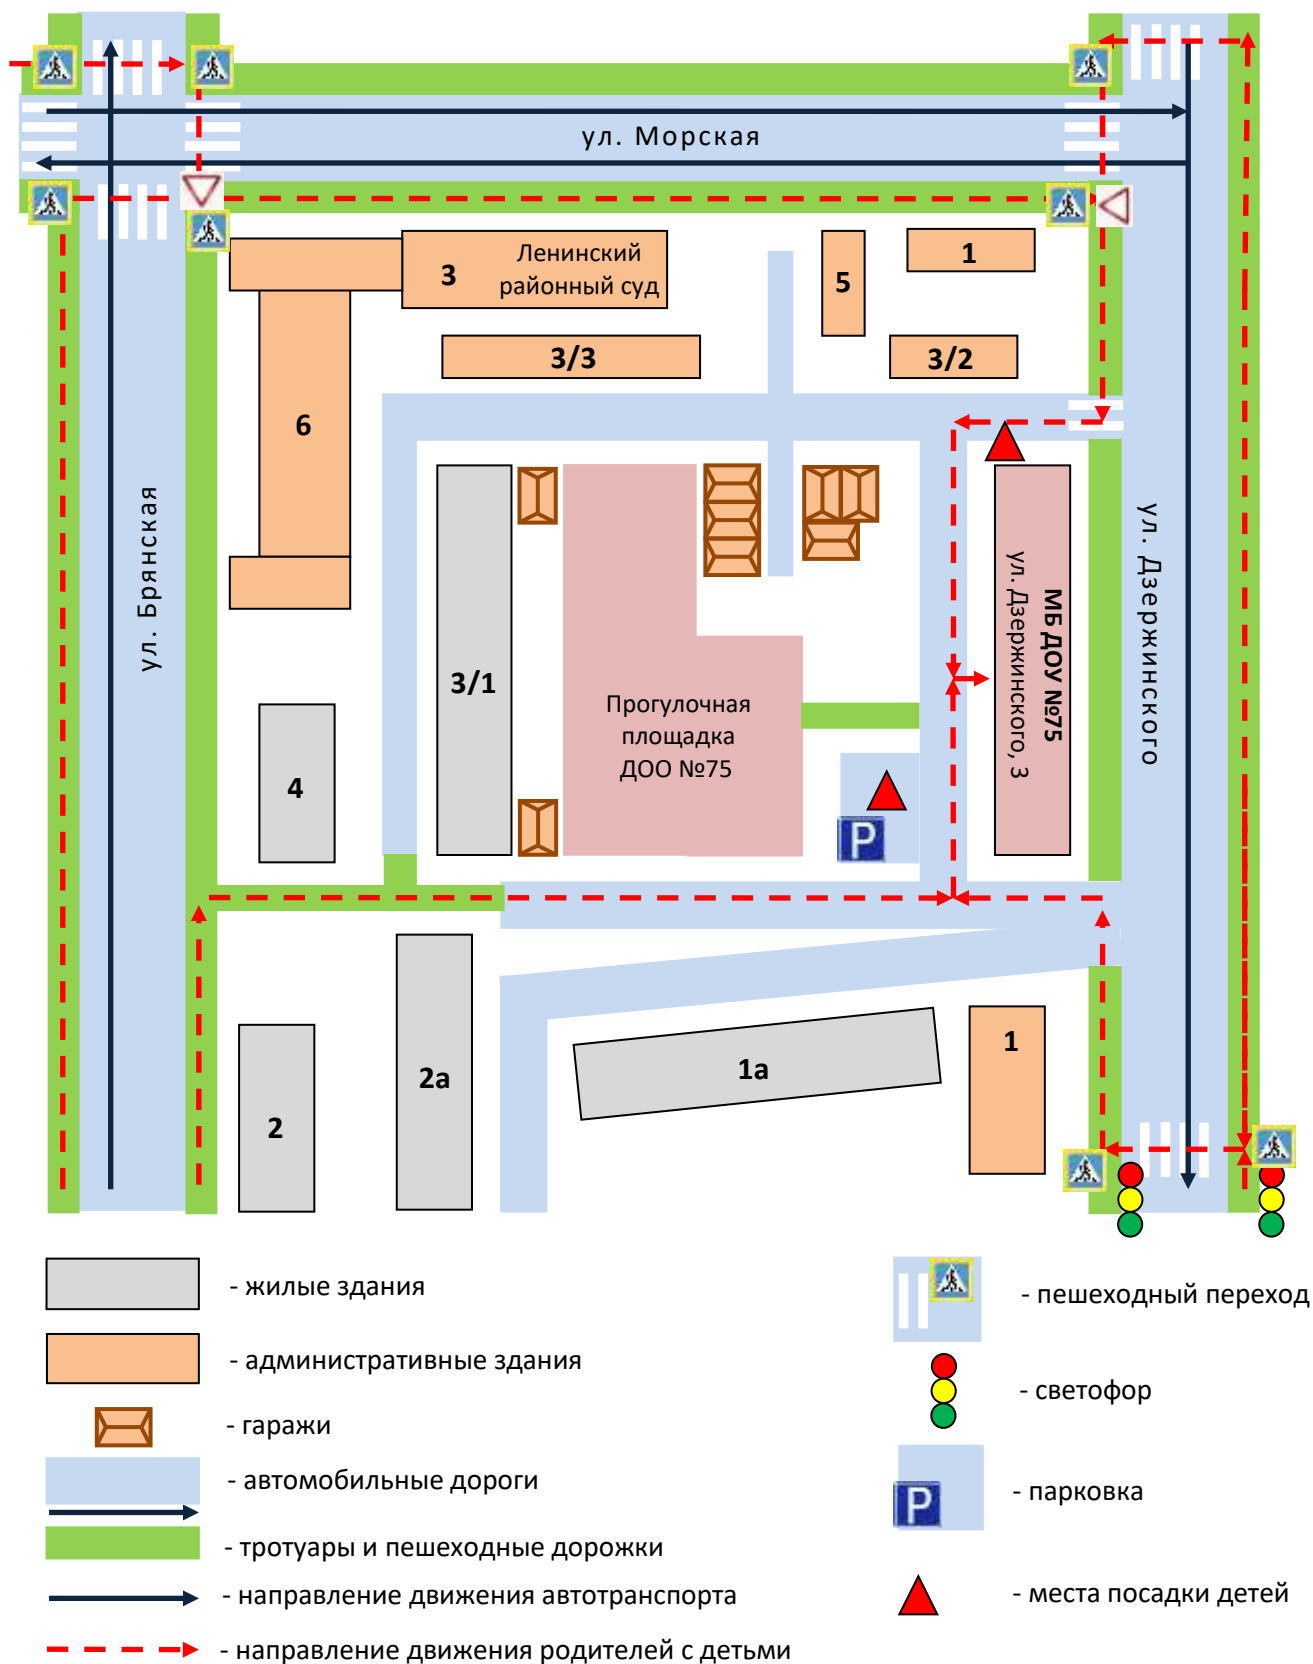 ул. Морская
3
Ленинский
районный суд
5
1
3/3
3/2
6
ул. Брянская
3/1
Прогулочная
площадка
ДОО №75
МБ ДОУ №75
ул. Дзержинского, 3
ул. Дзержинского
4
P
2
2а
1а
1
- жилые здания
- административные здания
- гаражи
- автомобильные дороги
- тротуары и пешеходные дорожки
- направление движения автотранспорта
- направление движения родителей с детьми
- пешеходный переход
- светофор
P
- парковка
- места посадки детей